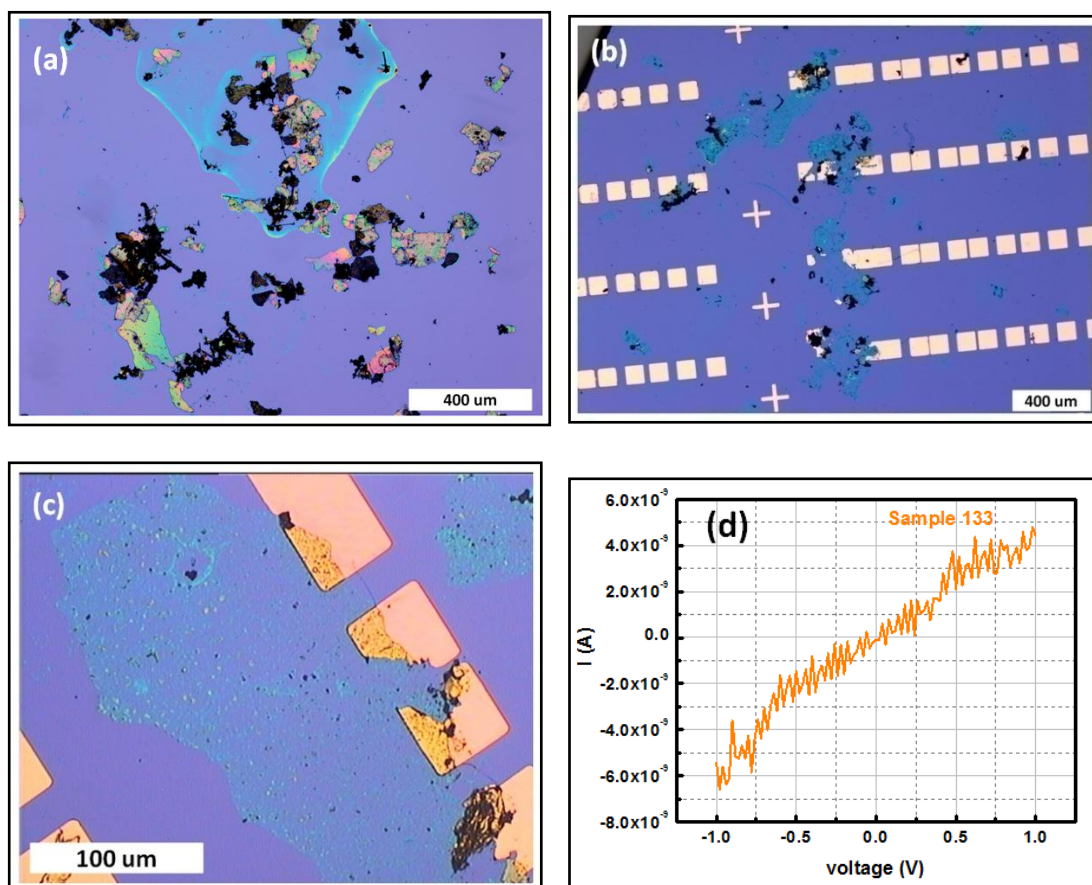 (a)
400 um
(b)
400 um
(c)
100 um
(d)
Sample 133
6.0x10⁻⁹
4.0x10⁻⁹
2.0x10⁻⁹
0.0
-2.0x10⁻⁹
-4.0x10⁻⁹
-6.0x10⁻⁹
-8.0x10⁻⁹
I (A)
-1.0 -0.5 0.0 0.5 1.0
voltage (V)